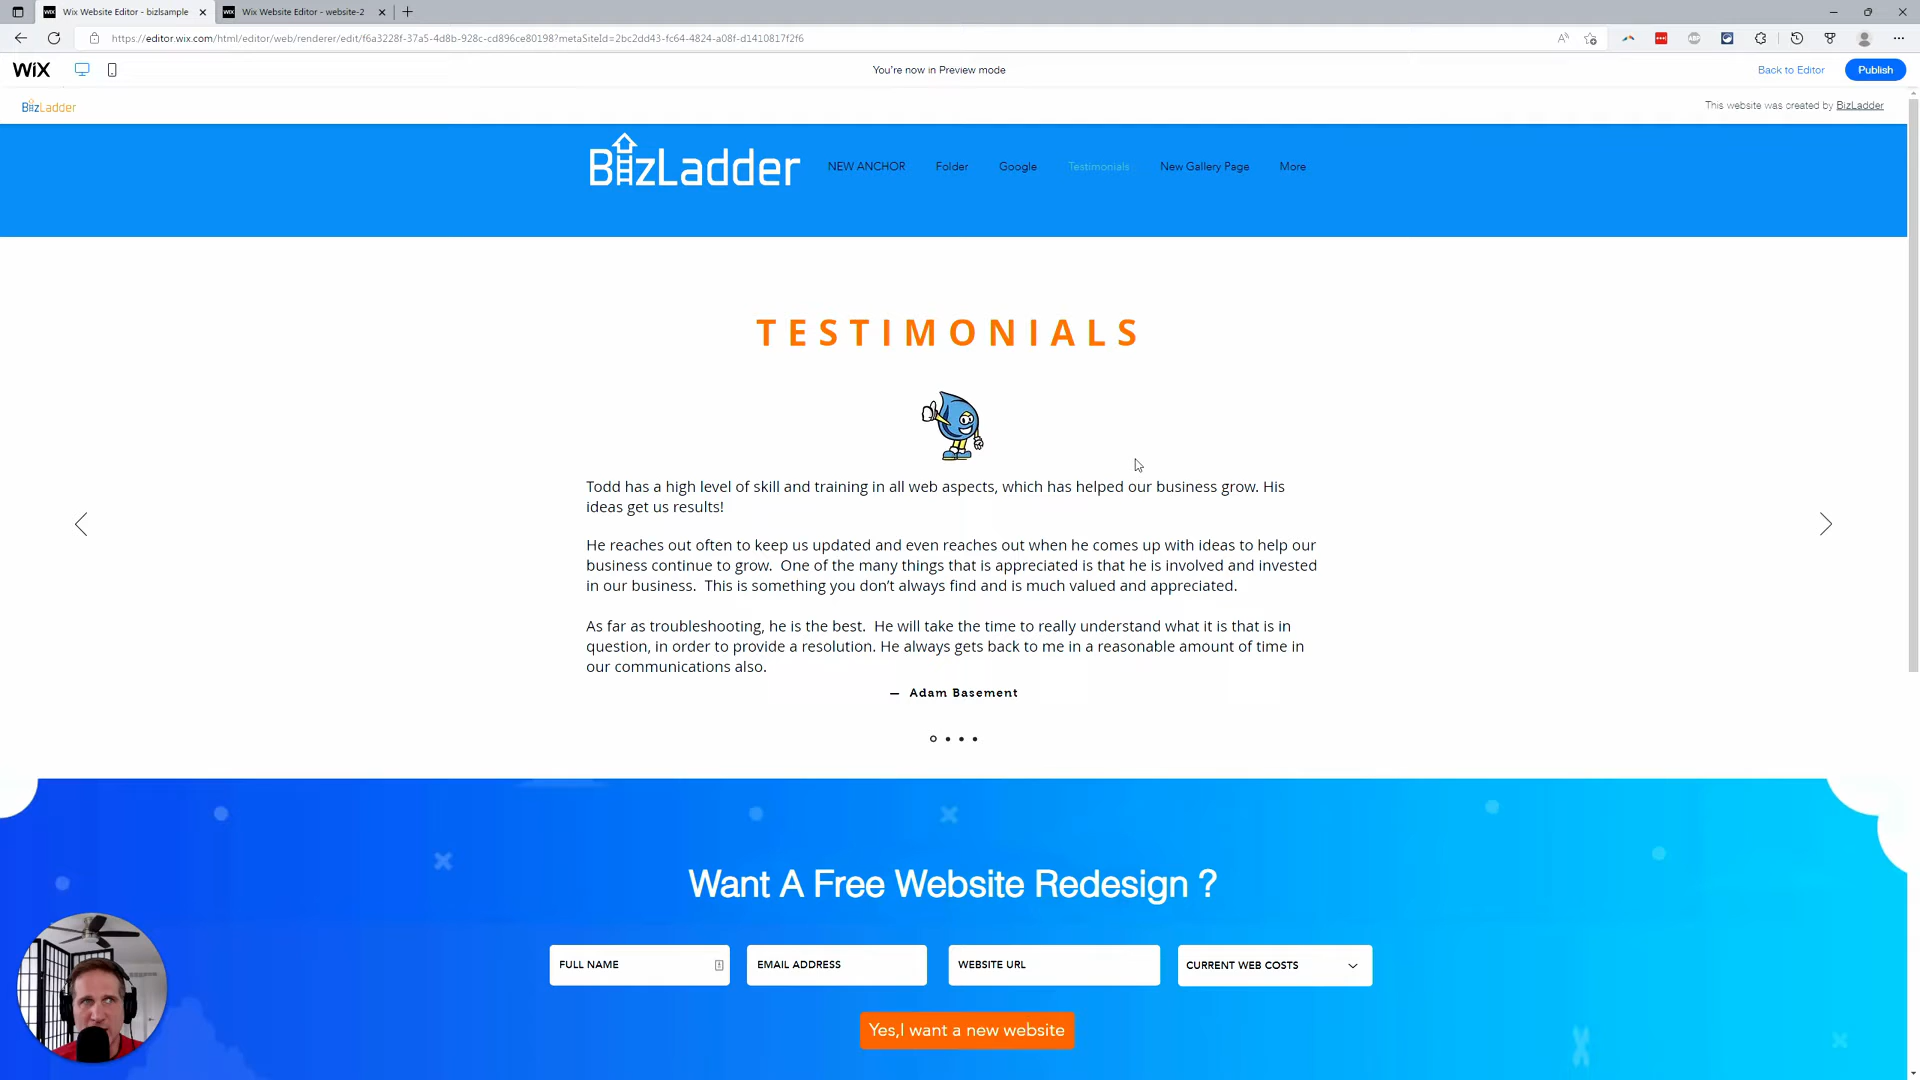 Wix Website Editor - bizlsample
Wix Website Editor - website-2
https://editor.wix.com/html/editor/web/renderer/edit/f6a3228f-37a5-4d8b-928c-cd896ce80198?metaSiteId=2bc2dd43-fc64-4824-a08f-d1410817f2f6
WiX
You're now in Preview mode
Back to Editor
Publish
BizLadder
This website was created by BizLadder
BizLadder
NEW ANCHOR
Folder
Google
Testimonials
New Gallery Page
More
TESTIMONIALS
Todd has a high level of skill and training in all web aspects, which has helped our business grow. His
ideas get us results!
He reaches out often to keep us updated and even reaches out when he comes up with ideas to help our
business continue to grow.  One of the many things that is appreciated is that he is involved and invested
in our business.  This is something you don’t always find and is much valued and appreciated.
As far as troubleshooting, he is the best.  He will take the time to really understand what it is that is in
question, in order to provide a resolution. He always gets back to me in a reasonable amount of time in
our communications also.
— Adam Basement
Want A Free Website Redesign ?
FULL NAME
EMAIL ADDRESS
WEBSITE URL
CURRENT WEB COSTS
Yes,I want a new website